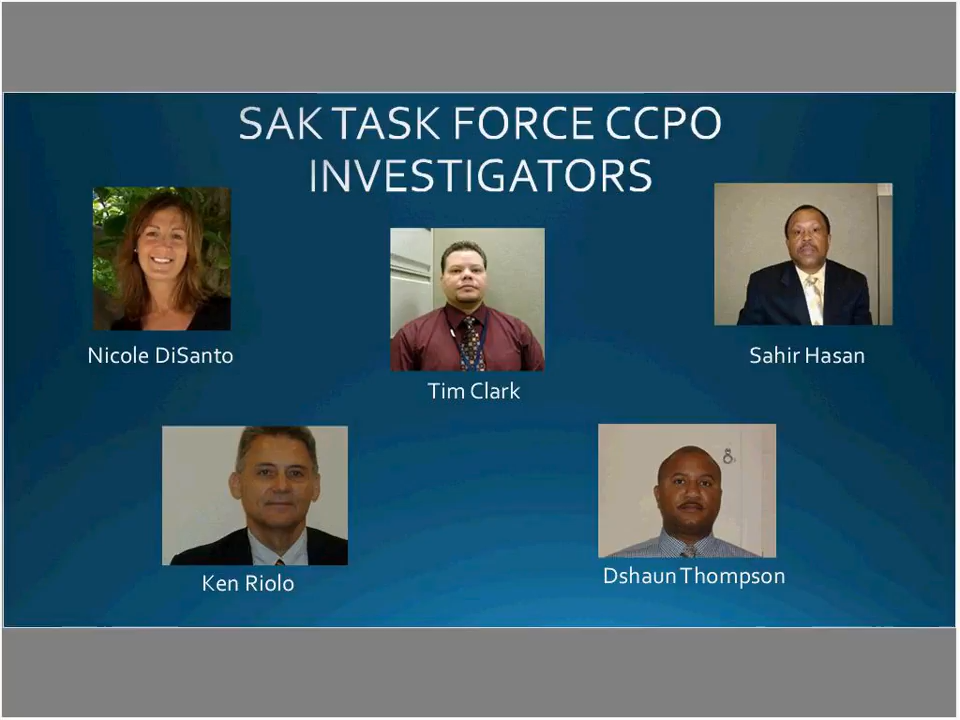 SAK TASK FORCE CCPO
INVESTIGATORS
Nicole DiSanto
Tim Clark
Sahir Hasan
Ken Riolo
Dshaun Thompson